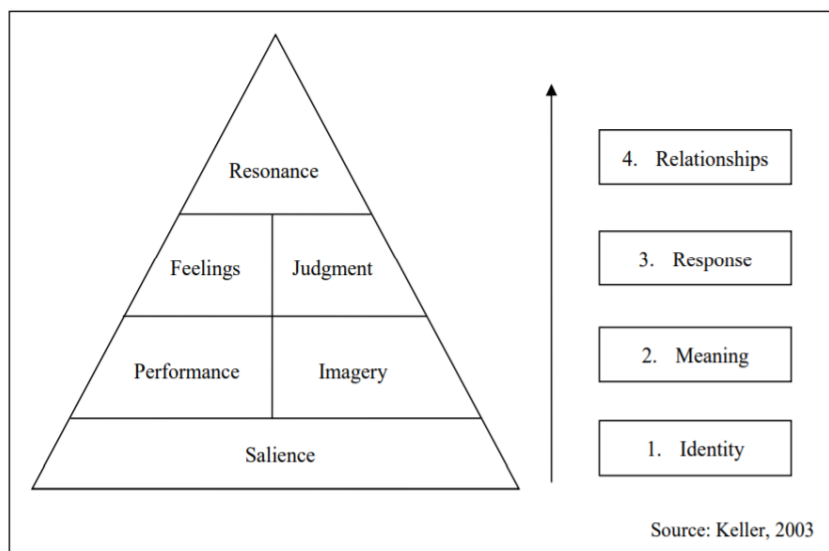 Resonance
4. Relationships
Feelings
Judgment
3. Response
Performance
Imagery
2. Meaning
Salience
1. Identity
Source: Keller, 2003